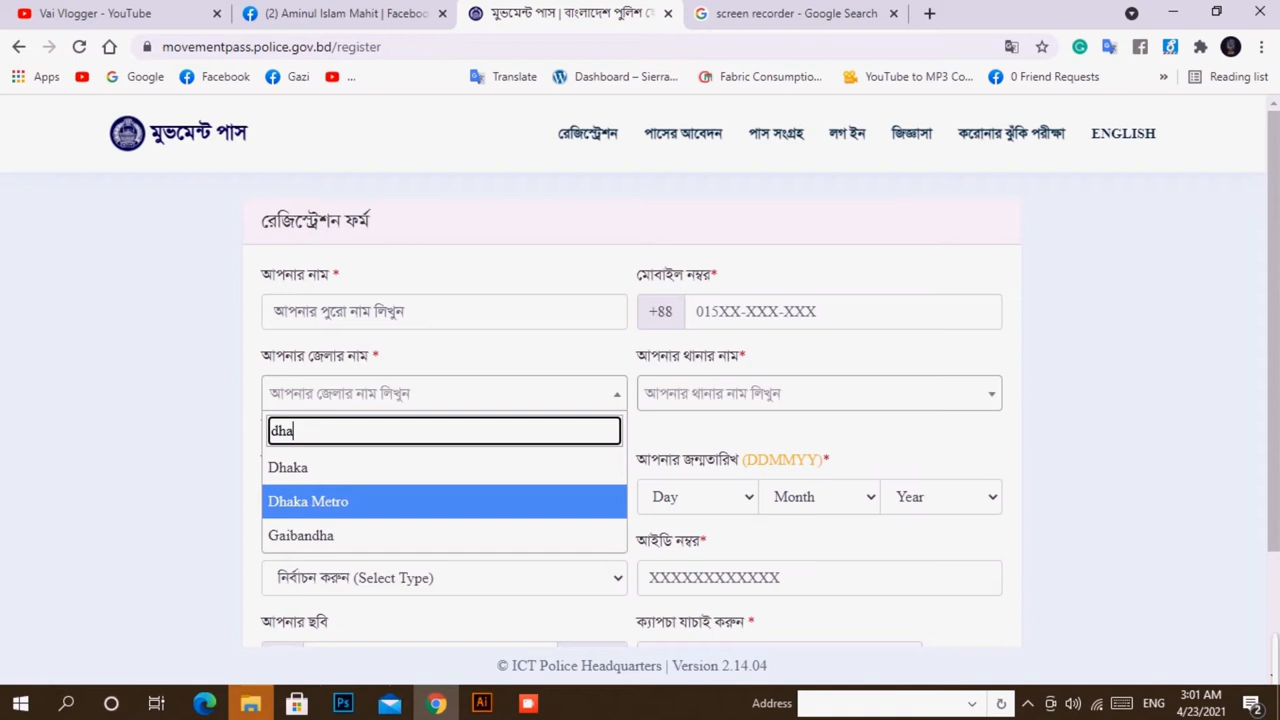 Vai Vlogger - YouTube
(2) Aminul Islam Mahit | Faceboo
মুভমেন্ট পাস | বাংলাদেশ পুলিশ হে
screen recorder - Google Search
movementpass.police.gov.bd/register
Apps
Google
Facebook
Gazi
...
Translate
Dashboard – Sierra...
Fabric Consumptio...
YouTube to MP3 Co...
0 Friend Requests
Reading list
মুভমেন্ট পাস
রেজিস্ট্রেশন
পাসের আবেদন
পাস সংগ্রহ
লগ ইন
জিজ্ঞাসা
করোনার ঝুঁকি পরীক্ষা
ENGLISH
রেজিস্ট্রেশন ফর্ম
আপনার নাম *
মোবাইল নম্বর*
আপনার পুরো নাম লিখুন
+88
015XX-XXX-XXX
আপনার জেলার নাম *
আপনার থানার নাম*
আপনার জেলার নাম লিখুন
আপনার থানার নাম লিখুন
dha
Dhaka
আপনার জন্মতারিখ (DDMMYY)*
Dhaka Metro
Day
Month
Year
Gaibandha
আইডি নম্বর*
নির্বাচন করুন (Select Type)
XXXXXXXXXXXX
আপনার ছবি
ক্যাপচা যাচাই করুন *
© ICT Police Headquarters | Version 2.14.04
Ps
Ai
Address
ENG
3:01 AM
4/23/2021
2